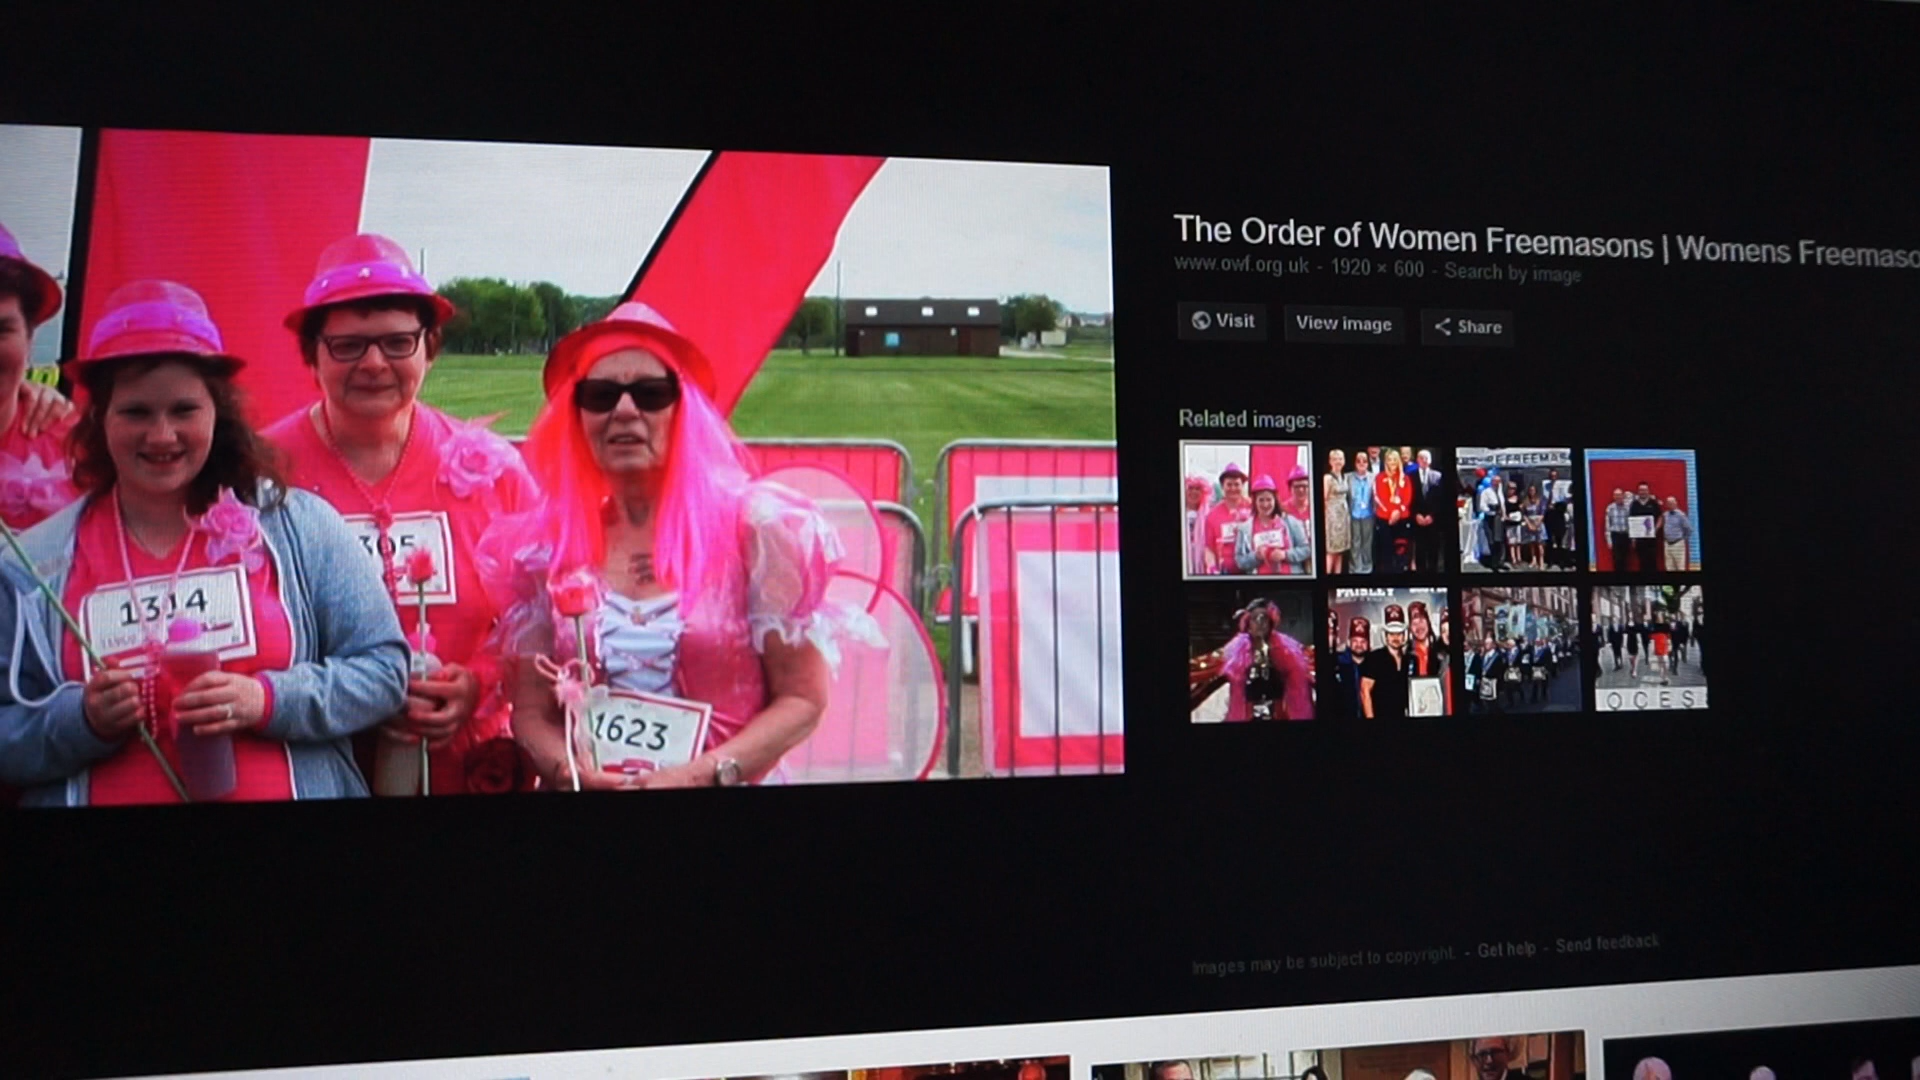 The Order of Women Freemasons | Womens Freemaso
www.owf.org.uk - 1920 × 600 - Search by image
Visit
View image
Share
Related images:
1314
305
1623
PAISLEY
OCES
Images may be subject to copyright. - Get help - Send feedback